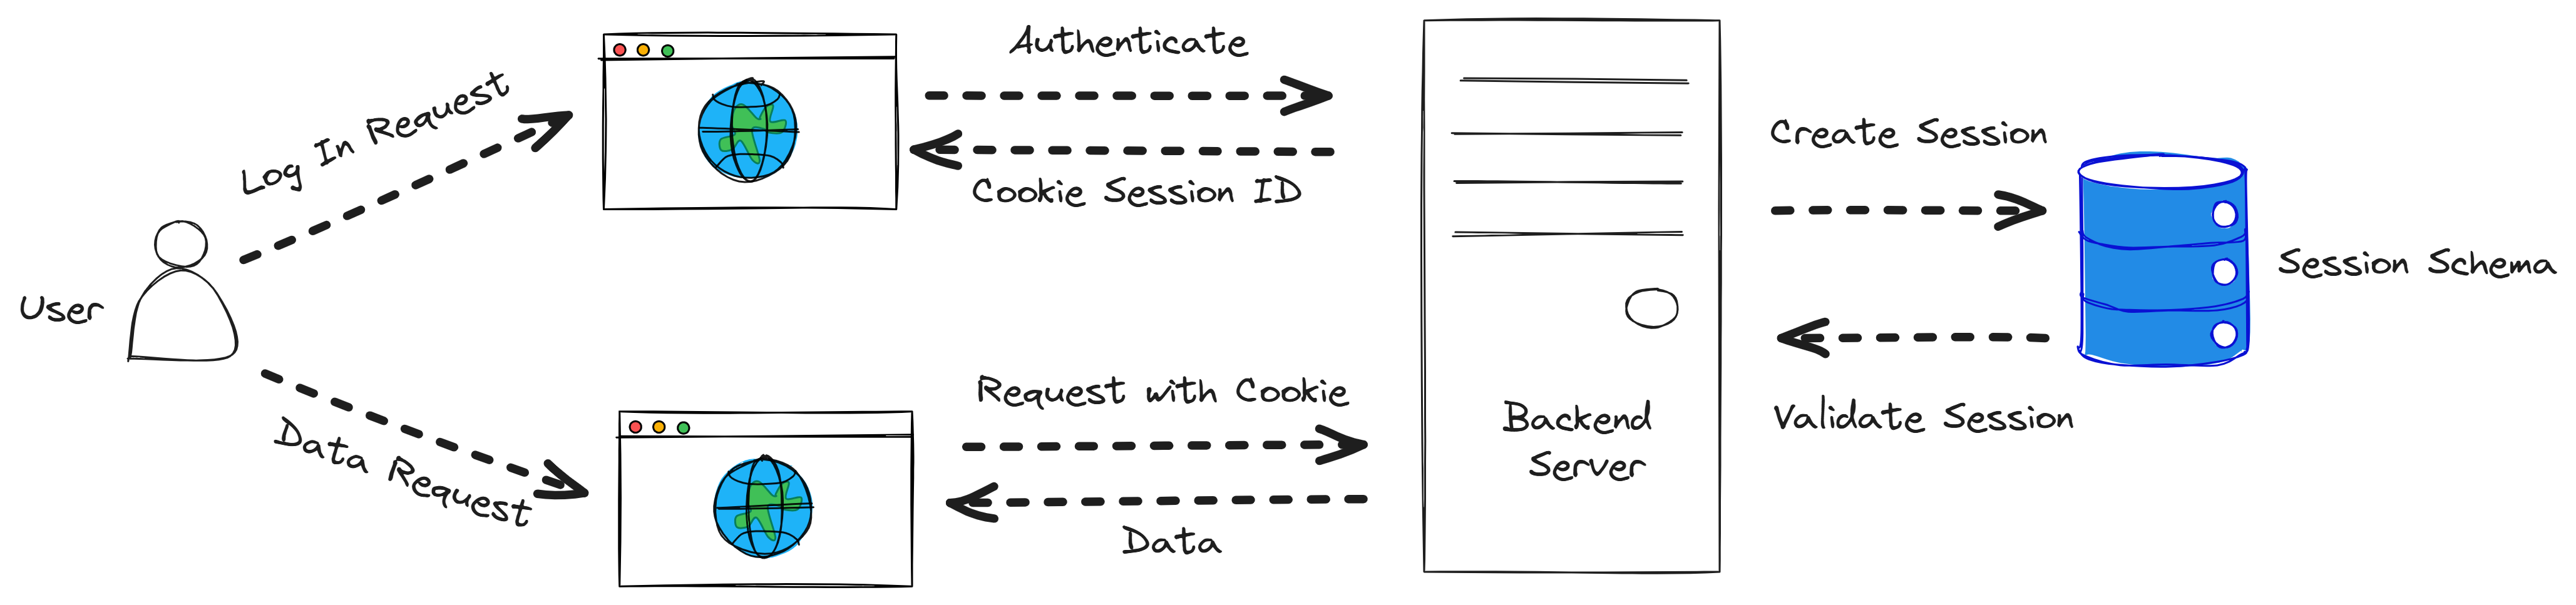 Authenticate
Log In Request
Create Session
Cookie Session ID
Session Schema
User
Request with Cookie
Backend
Server
Validate Session
Data Request
Data